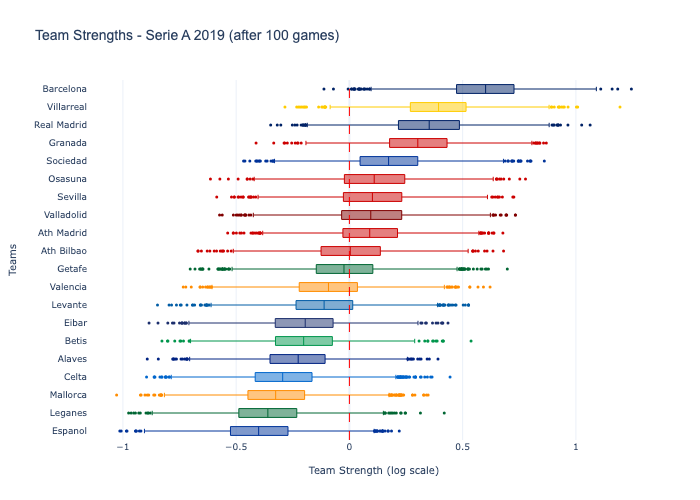 Team Strengths - Serie A 2019 (after 100 games)
Barcelona
Villarreal
Real Madrid
Granada
Sociedad
Osasuna
Sevilla
Valladolid
Ath Madrid
Ath Bilbao
Getafe
Valencia
Levante
Eibar
Betis
Alaves
Celta
Mallorca
Leganes
Espanol
Teams
−1 −0.5 0 0.5 1
Team Strength (log scale)